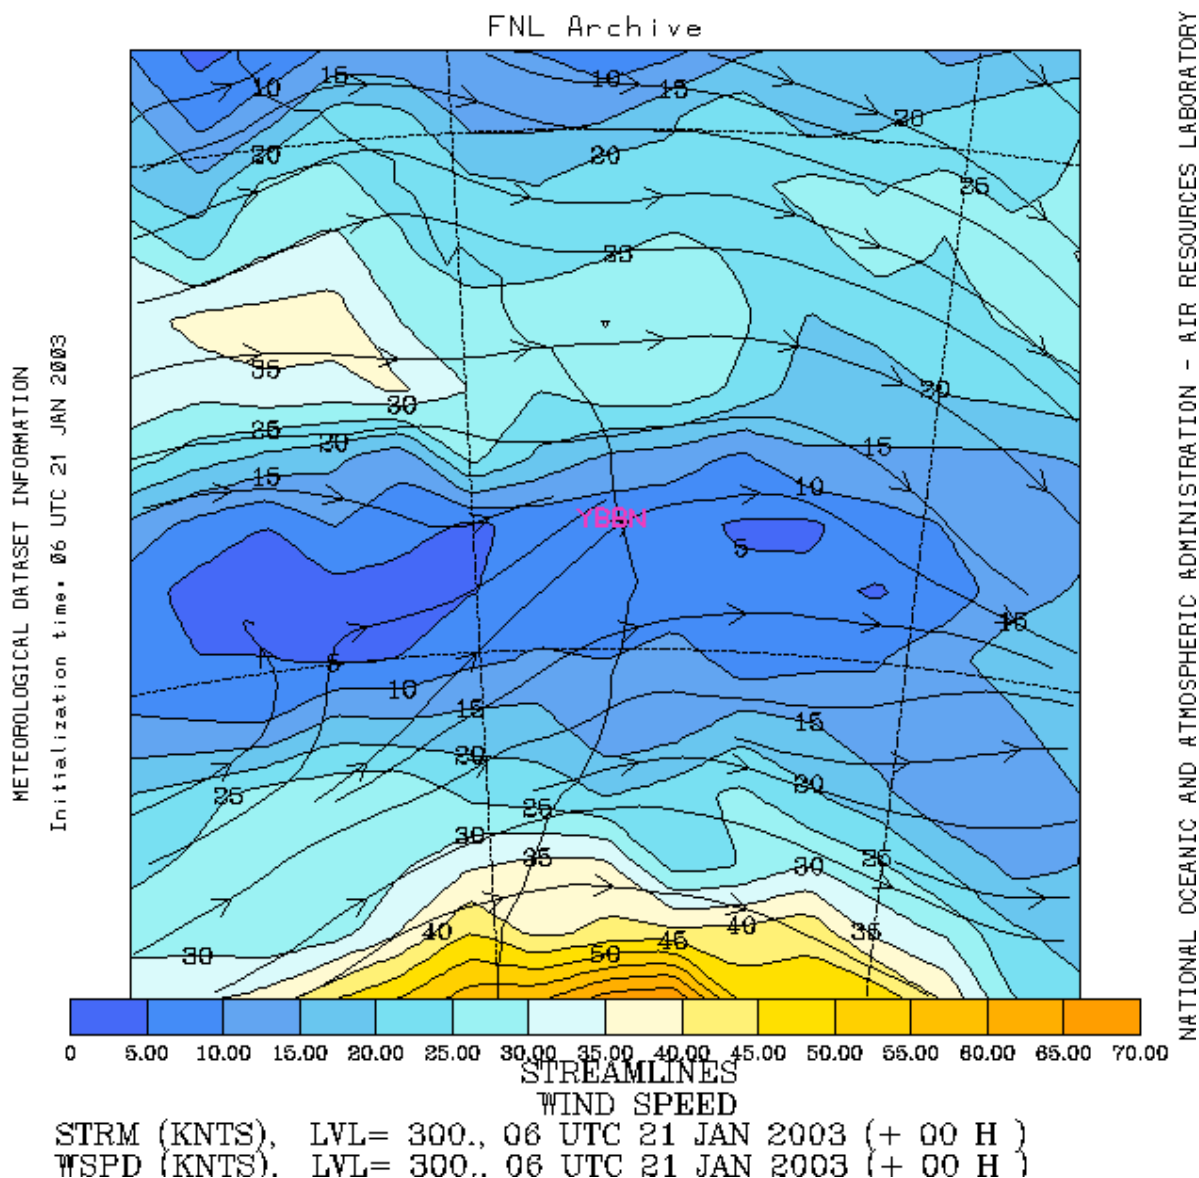 FNL Archive
METEOROLOGICAL DATASET INFORMATION
Initialization time: 06 UTC 21 JAN 2003
NATIONAL OCEANIC AND ATMOSPHERIC ADMINISTRATION - AIR RESOURCES LABORATORY
10 15 10 15 20
20 20 25
35 30 20
25 20 15
15 10
YBBN
5
5 15
10 15 15
20 20
25 25
30 35 30 25
40 45 40 35
30 50
0 5.00 10.00 15.00 20.00 25.00 30.00 35.00 40.00 45.00 50.00 55.00 60.00 65.00 70.00
STREAMLINES
WIND SPEED
STRM (KNTS), LVL= 300., 06 UTC 21 JAN 2003 (+ 00 H )
WSPD (KNTS), LVL= 300., 06 UTC 21 JAN 2003 (+ 00 H )